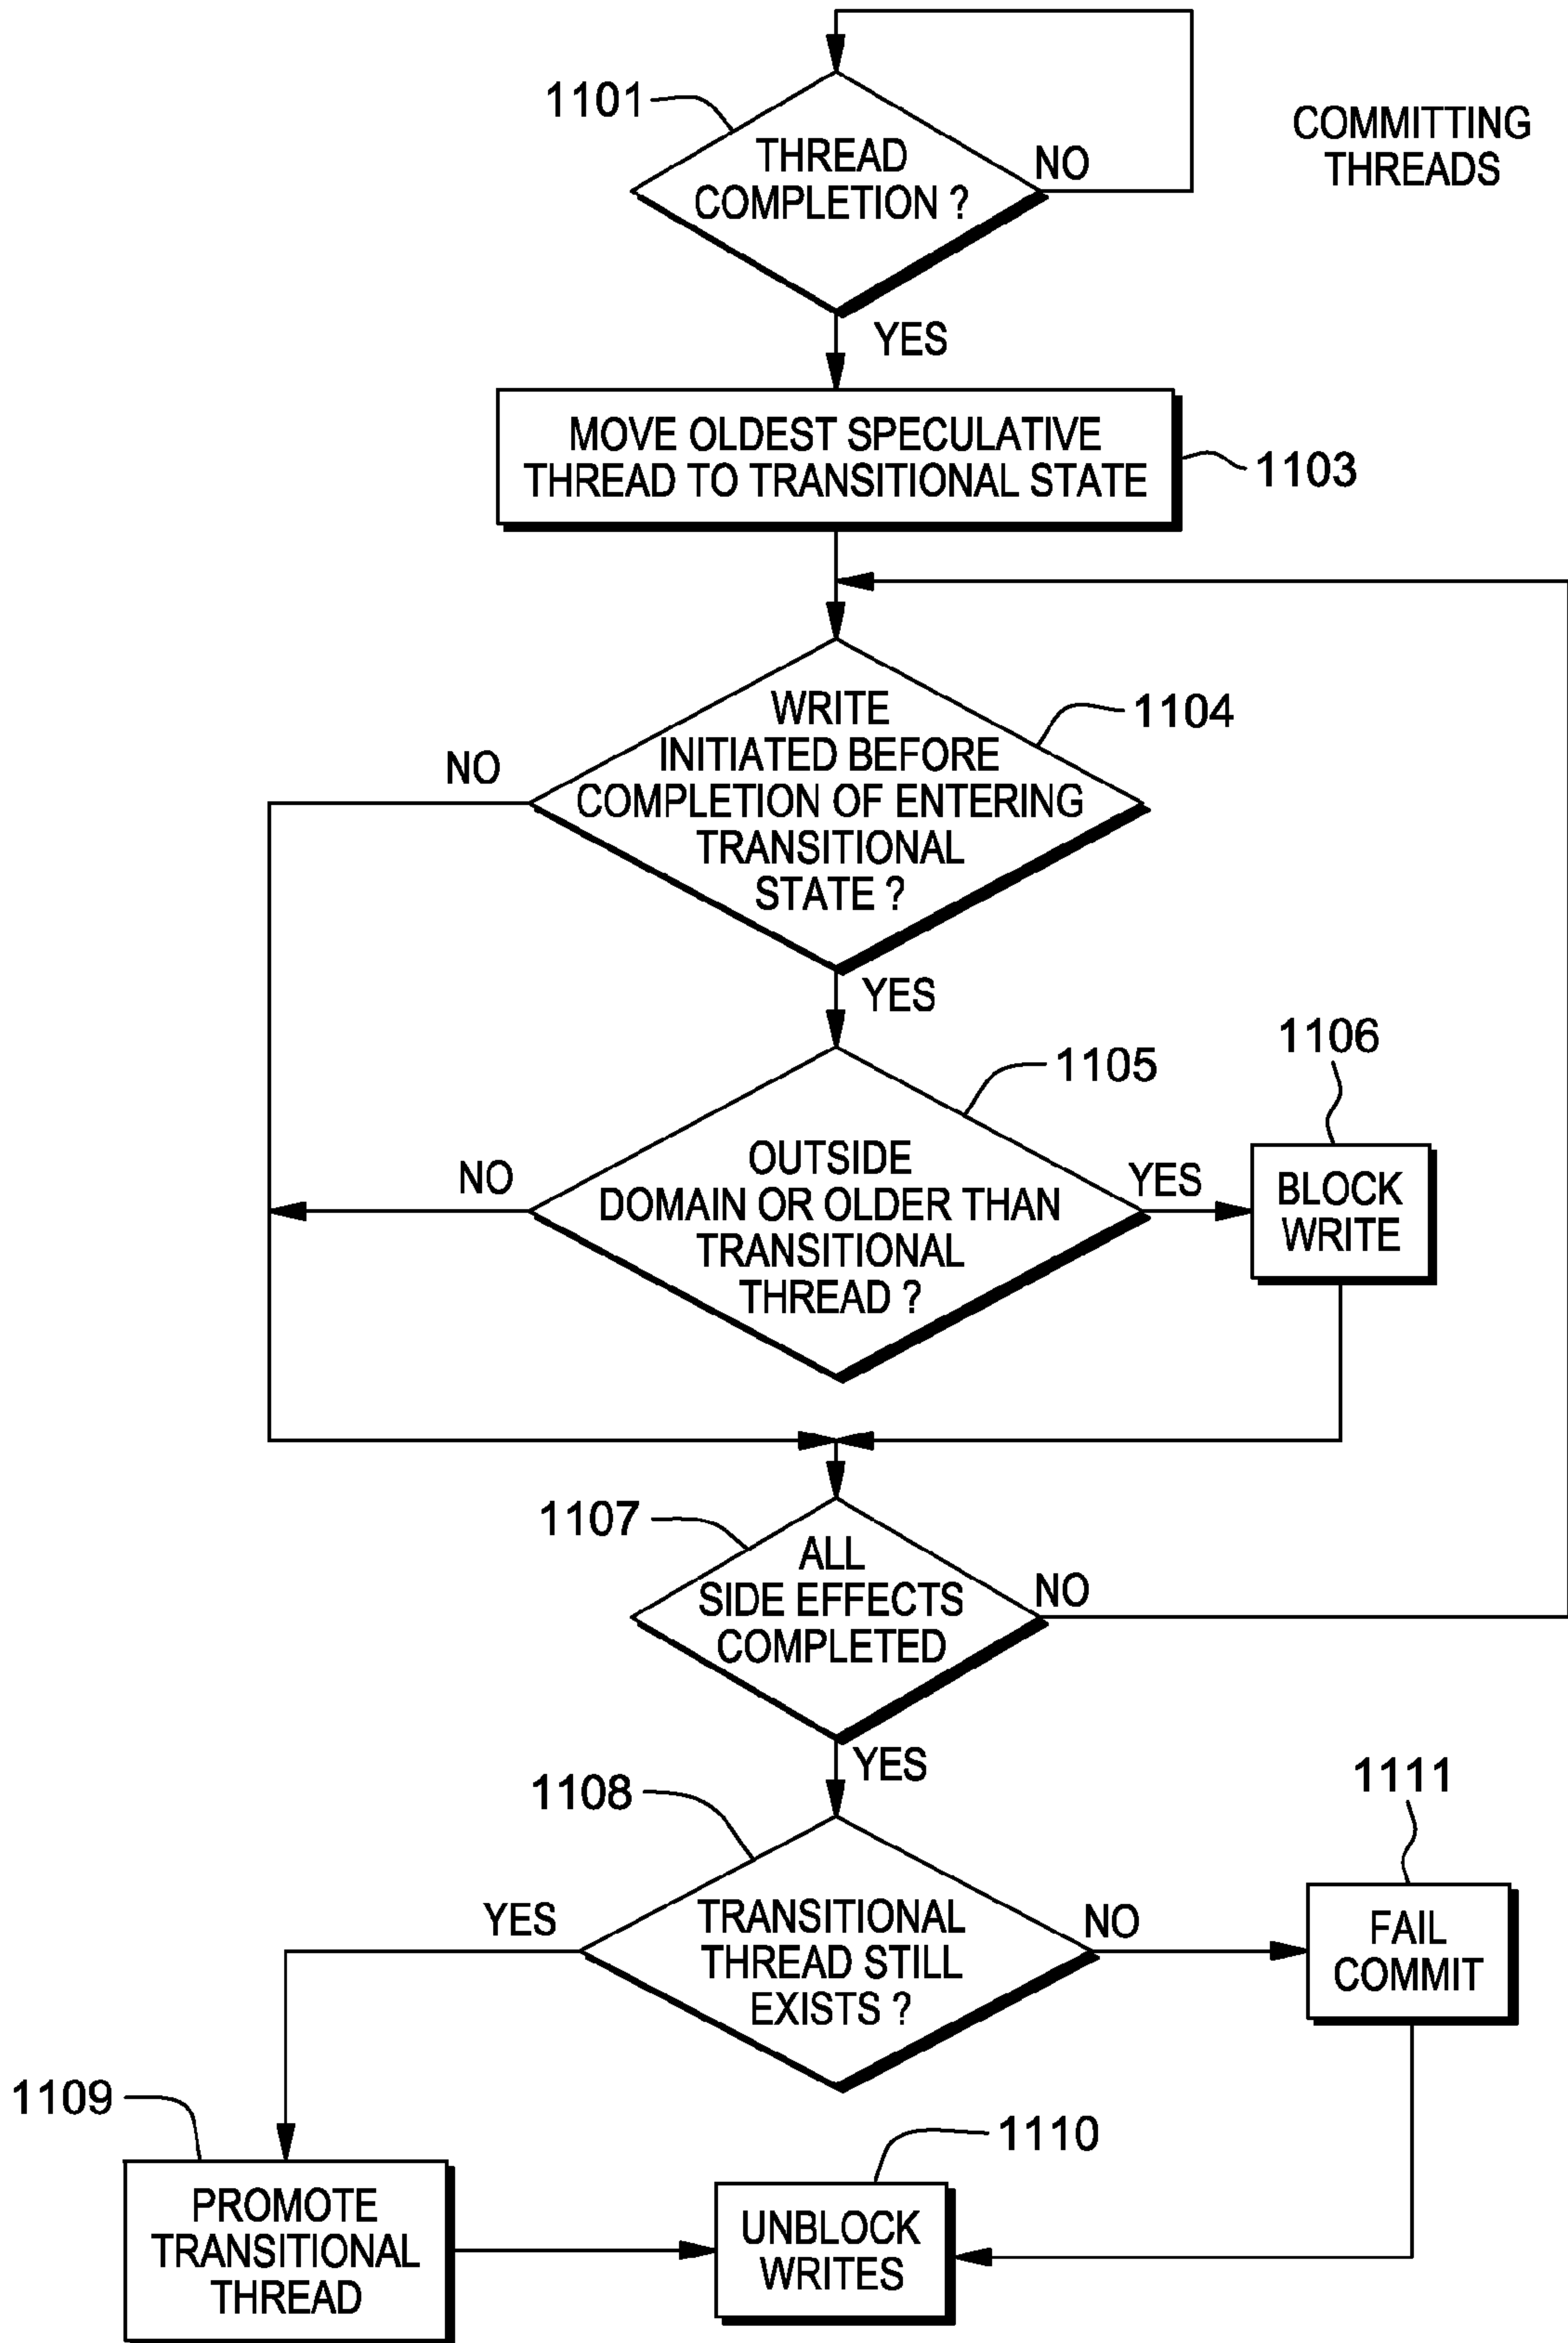 1101
THREAD
COMPLETION ?
NO
COMMITTING
THREADS
YES
MOVE OLDEST SPECULATIVE
THREAD TO TRANSITIONAL STATE
1103
WRITE
INITIATED BEFORE
COMPLETION OF ENTERING
TRANSITIONAL
STATE ?
1104
NO
YES
1105
1106
OUTSIDE
DOMAIN OR OLDER THAN
TRANSITIONAL
THREAD ?
NO
YES
BLOCK
WRITE
1107
ALL
SIDE EFFECTS
COMPLETED
NO
YES
1108
1111
TRANSITIONAL
THREAD STILL
EXISTS ?
YES
NO
FAIL
COMMIT
1109
1110
PROMOTE
TRANSITIONAL
THREAD
UNBLOCK
WRITES